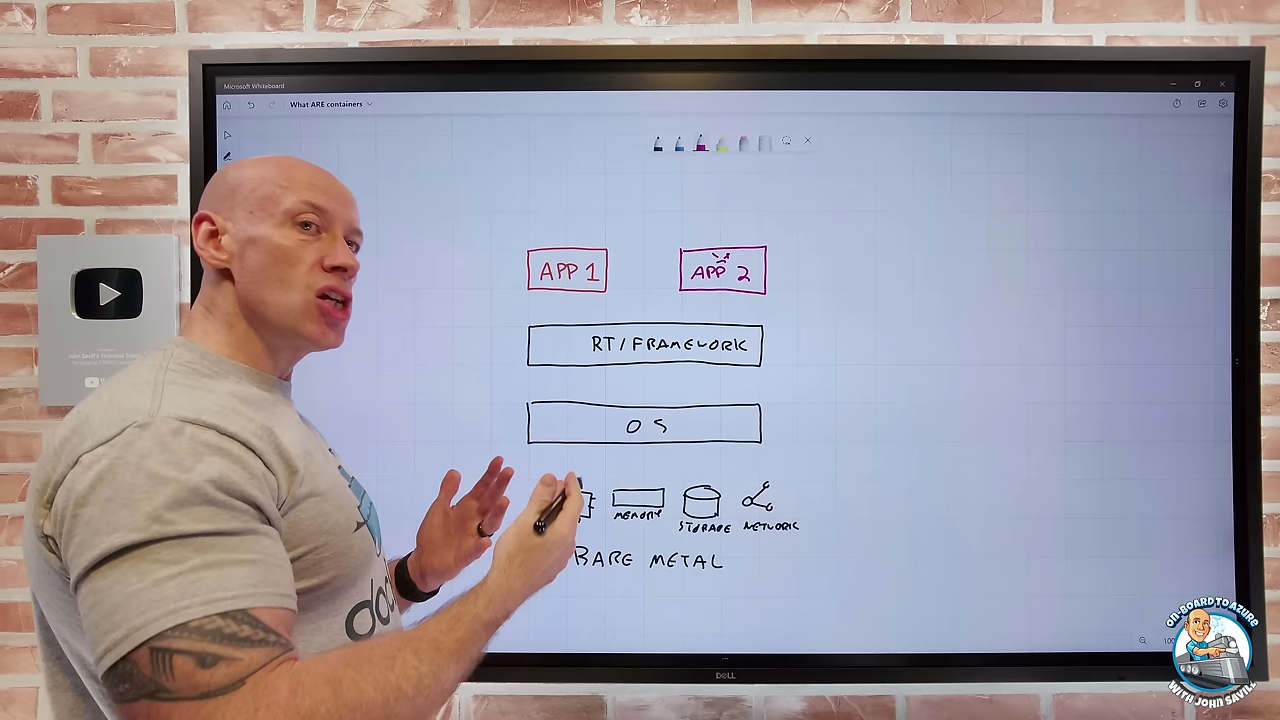 Microsoft Whiteboard
What ARE containers
APP 1
APP 2
RT/FRAMEWORK
OS
MEMORY
STORAGE
NETWORK
BARE METAL
DELL
ON-BOARD TO AZURE
WITH JOHN SAVILL